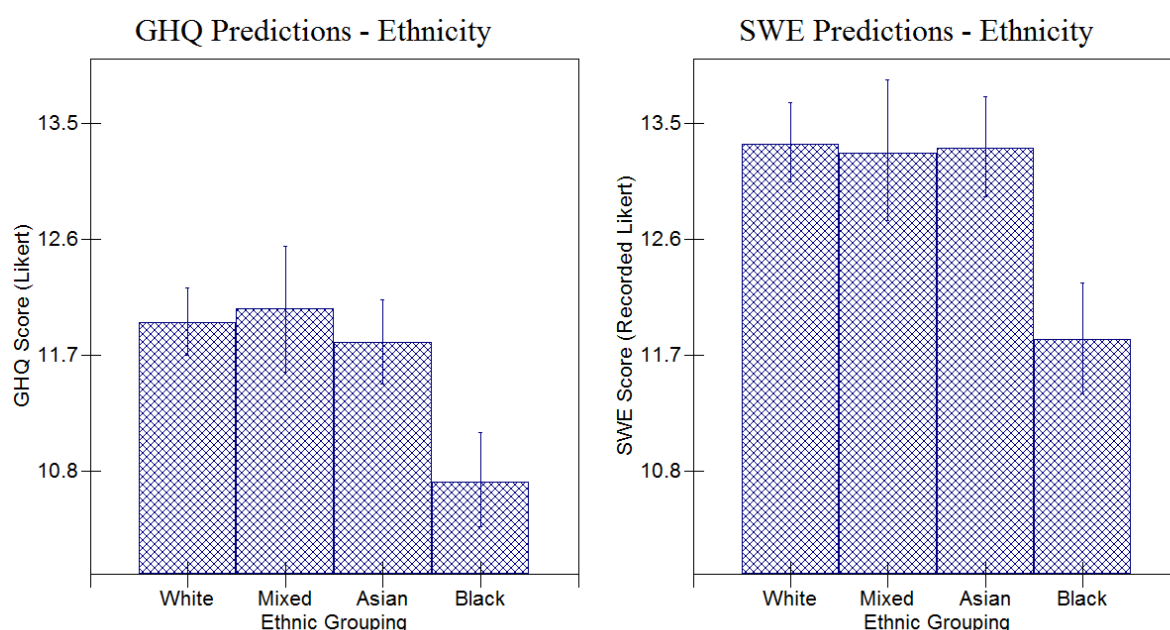 GHQ Predictions - Ethnicity
GHQ Score (Likert)
13.5
12.6
11.7
10.8
White Mixed Asian Black
Ethnic Grouping
SWE Predictions - Ethnicity
SWE Score (Recorded Likert)
13.5
12.6
11.7
10.8
White Mixed Asian Black
Ethnic Grouping